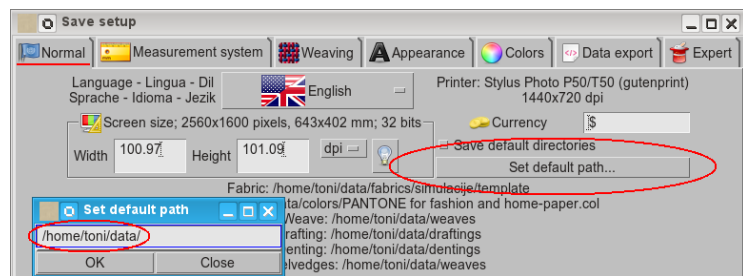 Save setup
Normal Measurement system Weaving Appearance Colors Data export Expert
Language - Lingua - Dil
Sprache - Idioma - Jezik
English
Printer: Stylus Photo P50/T50 (gutenprint)
1440x720 dpi
Screen size; 2560x1600 pixels, 643x402 mm; 32 bits
Currency $
Width 100.97 Height 101.09 dpi
Save default directories
Set default path...
Fabric: /home/toni/data/fabrics/simulacije/template
ta/colors/PANTONE for fashion and home-paper.col
Weave: /home/toni/data/weaves
rafting: /home/toni/data/draftings
enting: /home/toni/data/dentings
elvedges: /home/toni/data/weaves
Set default path
/home/toni/data/
OK Close